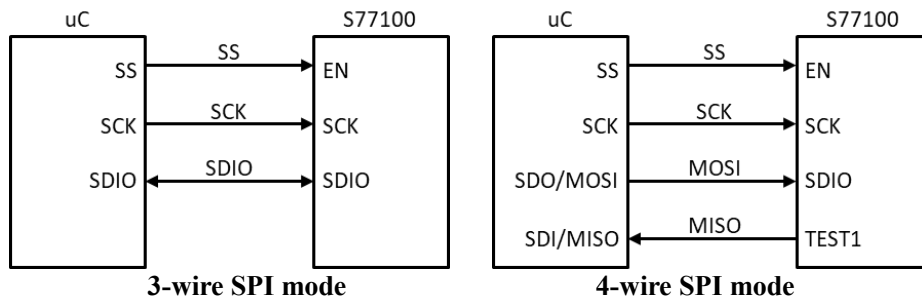 uC S77100
SS SS EN
SCK SCK SCK
SDIO SDIO SDIO
3-wire SPI mode
uC S77100
SS SS EN
SCK SCK SCK
SDO/MOSI MOSI SDIO
SDI/MISO MISO TEST1
4-wire SPI mode